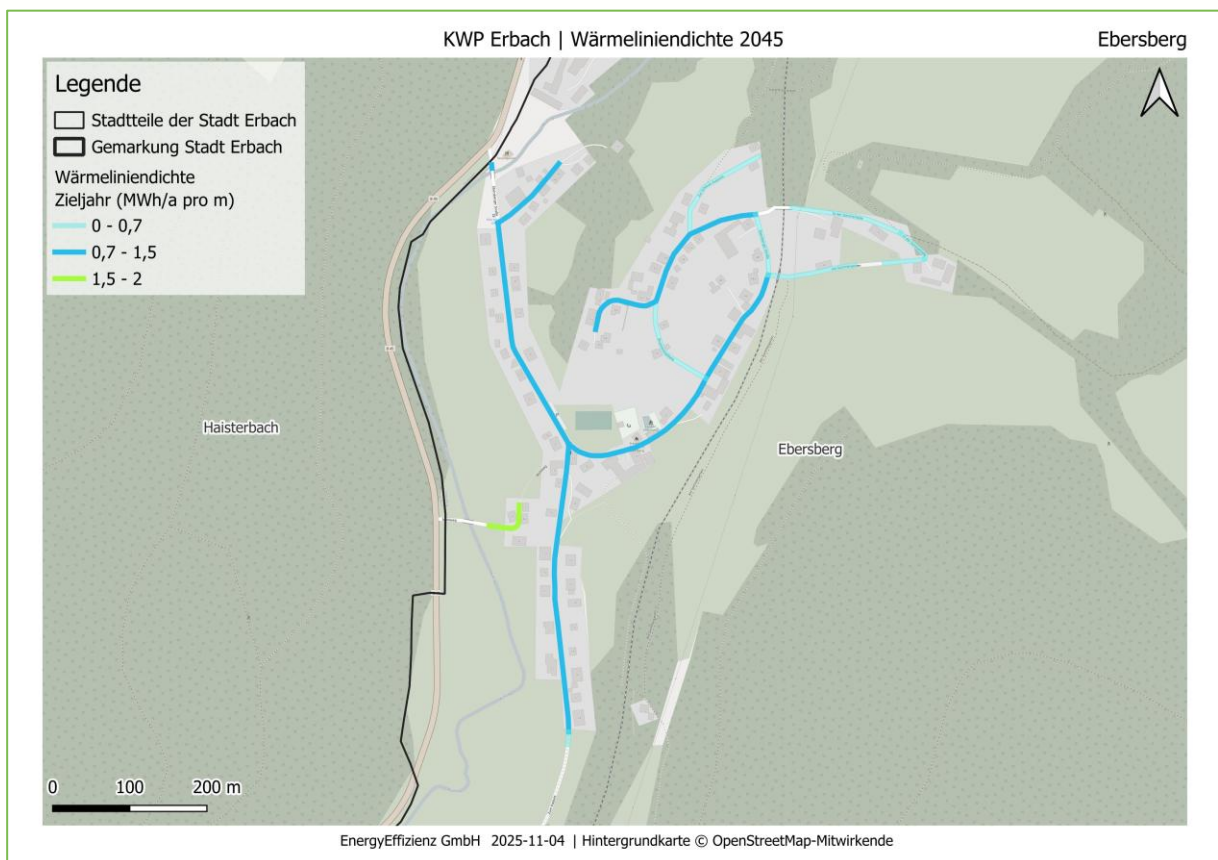 KWP Erbach | Wärmeliniendichte 2045
Ebersberg
Legende
Stadtteile der Stadt Erbach
Gemarkung Stadt Erbach
Wärmeliniendichte
Zieljahr (MWh/a pro m)
0 - 0,7
0,7 - 1,5
1,5 - 2
Haisterbach
Ebersberg
0 100 200 m
EnergyEffizienz GmbH 2025-11-04 | Hintergrundkarte © OpenStreetMap-Mitwirkende